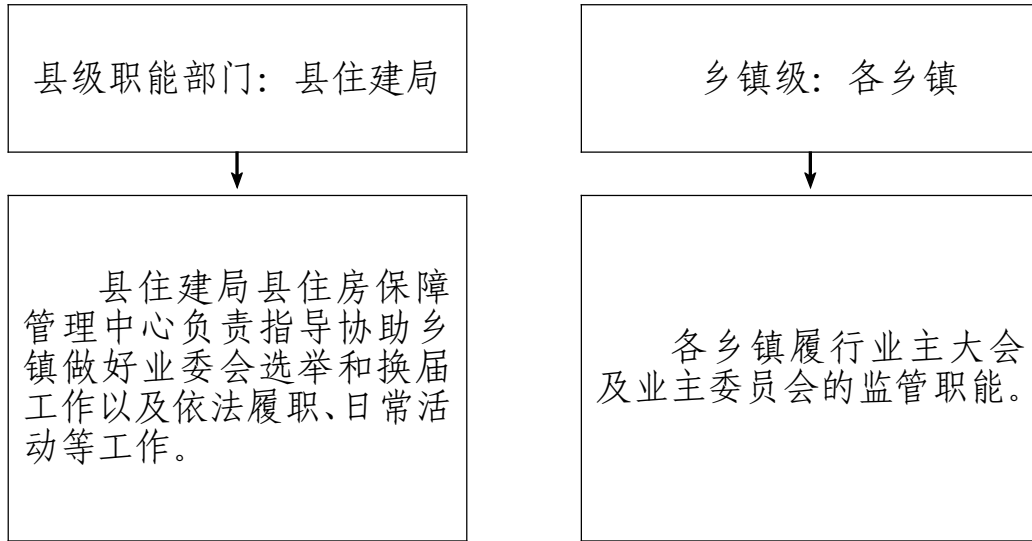 县级职能部门：县住建局
乡镇级：各乡镇
县住建局县住房保障
管理中心负责指导协助乡
镇做好业委会选举和换届
工作以及依法履职、日常活
动等工作。
各乡镇履行业主大会
及业主委员会的监管职能。